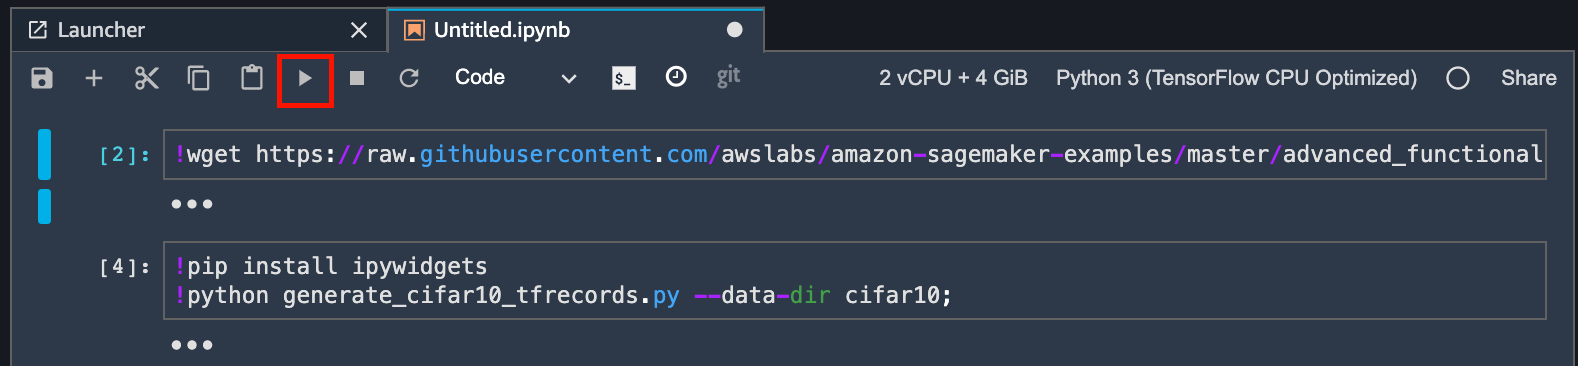 Launcher
Untitled.ipynb
Code
$_
git
2 vCPU + 4 GiB
Python 3 (TensorFlow CPU Optimized)
Share
[2]:
!wget https://raw.githubusercontent.com/awslabs/amazon-sagemaker-examples/master/advanced_functional
[4]:
!pip install ipywidgets
!python generate_cifar10_tfrecords.py --data-dir cifar10;